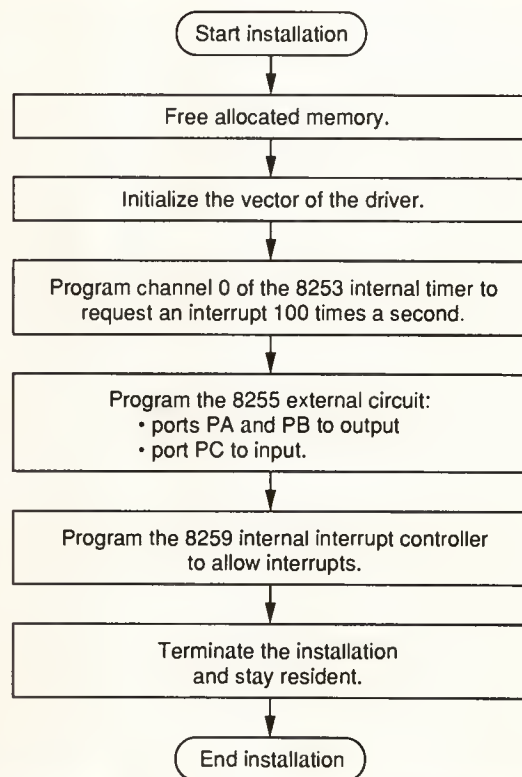 Start installation
Free allocated memory.
Initialize the vector of the driver.
Program channel 0 of the 8253 internal timer to
request an interrupt 100 times a second.
Program the 8255 external circuit:
• ports PA and PB to output
• port PC to input.
Program the 8259 internal interrupt controller
to allow interrupts.
Terminate the installation
and stay resident.
End installation